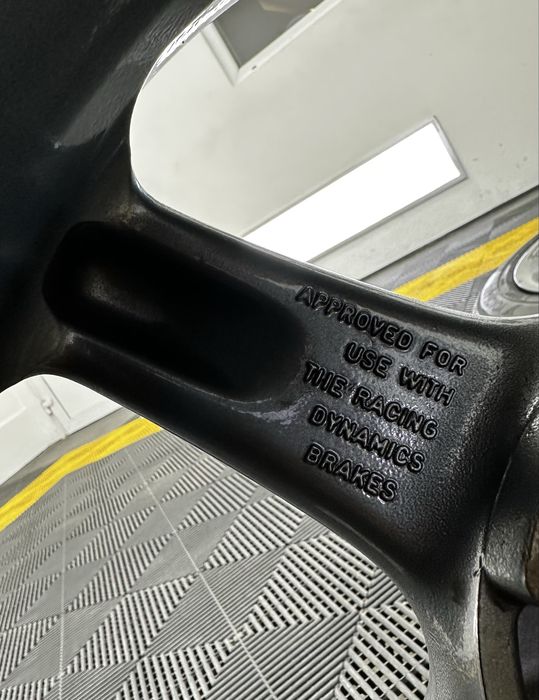 APPROVED FOR
USE WITH
THE RACING
DYNAMICS
BRAKES